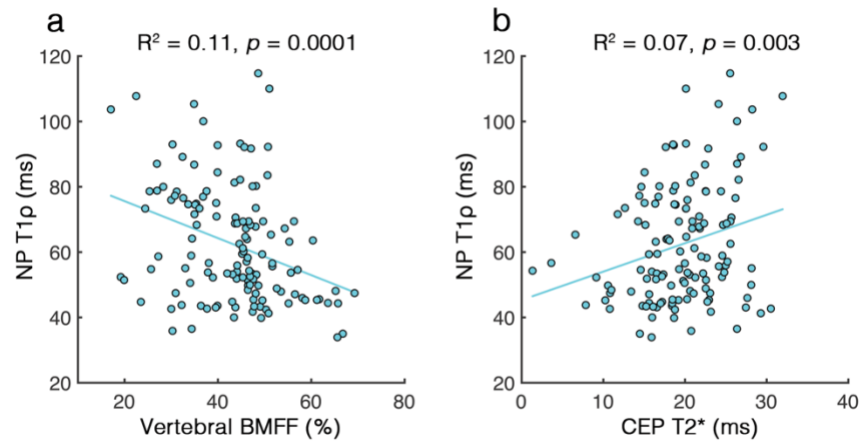 a
R² = 0.11, p = 0.0001
120
100
80
60
40
20
NP T1ρ (ms)
20
40
60
80
Vertebral BMFF (%)
b
R² = 0.07, p = 0.003
120
100
80
60
40
20
NP T1ρ (ms)
0
10
20
30
40
CEP T2* (ms)